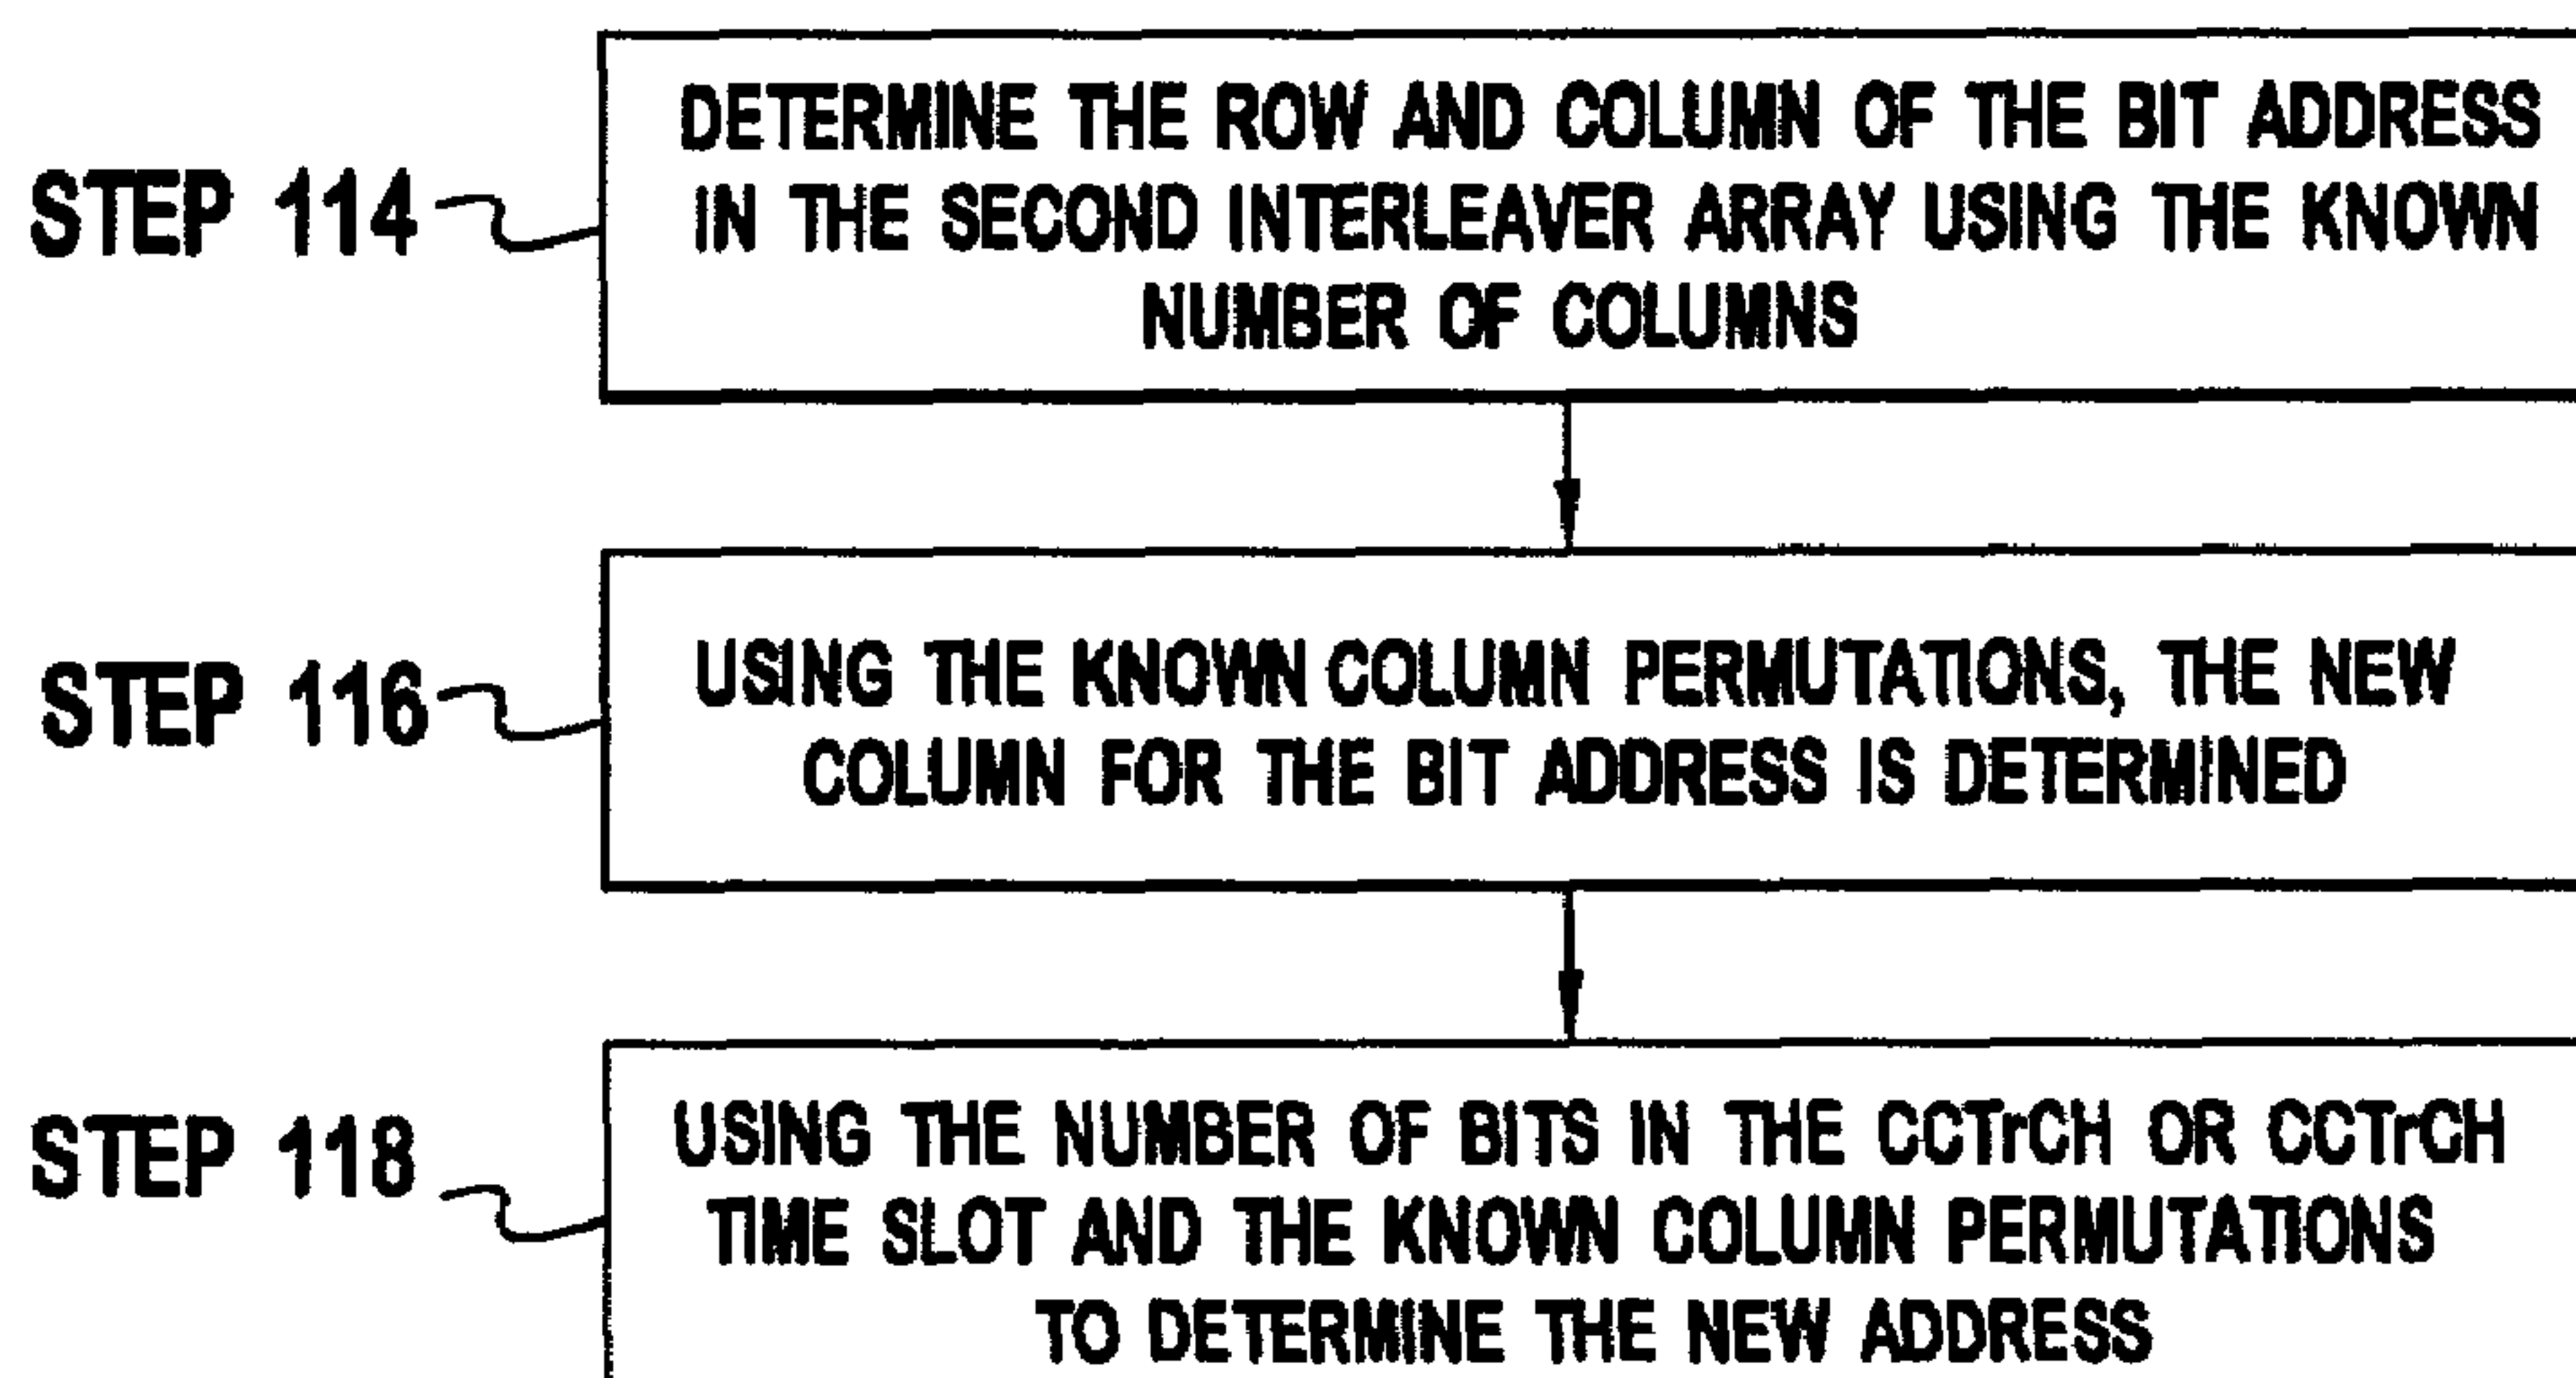 STEP 114
DETERMINE THE ROW AND COLUMN OF THE BIT ADDRESS
IN THE SECOND INTERLEAVER ARRAY USING THE KNOWN
NUMBER OF COLUMNS
STEP 116
USING THE KNOWN COLUMN PERMUTATIONS, THE NEW
COLUMN FOR THE BIT ADDRESS IS DETERMINED
STEP 118
USING THE NUMBER OF BITS IN THE CCTrCH OR CCTrCH
TIME SLOT AND THE KNOWN COLUMN PERMUTATIONS
TO DETERMINE THE NEW ADDRESS